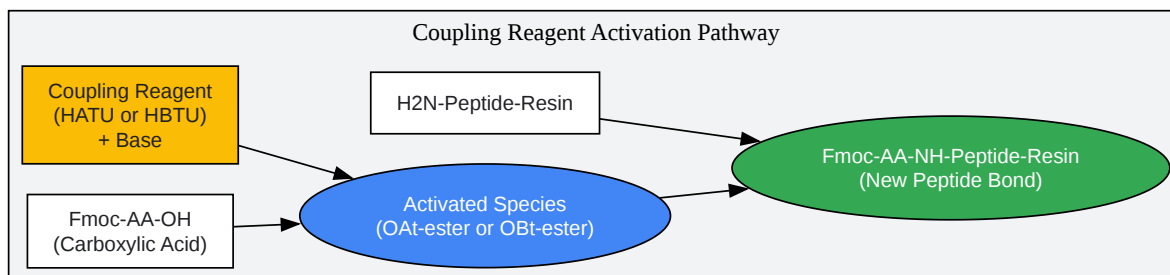 Coupling Reagent Activation Pathway
Coupling Reagent
(HATU or HBTU)
+ Base
H2N-Peptide-Resin
Fmoc-AA-NH-Peptide-Resin
(New Peptide Bond)
Fmoc-AA-OH
(Carboxylic Acid)
Activated Species
(OAt-ester or OBt-ester)